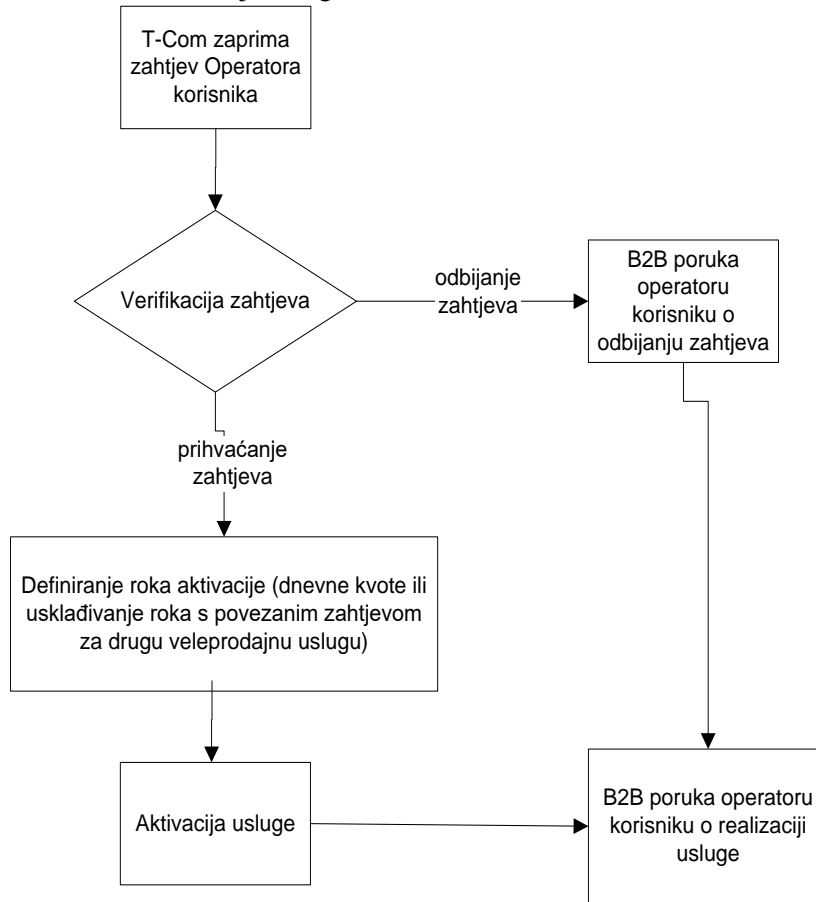 T-Com zaprima
zahtjev Operatora
korisnika
Verifikacija zahtjeva
odbijanje
zahtjeva
B2B poruka
operatoru
korisniku o
odbijanju zahtjeva
prihvaćanje
zahtjeva
Definiranje roka aktivacije (dnevne kvote ili
usklađivanje roka s povezanim zahtjevom
za drugu veleprodajnu uslugu)
Aktivacija usluge
B2B poruka operatoru
korisniku o realizaciji
usluge